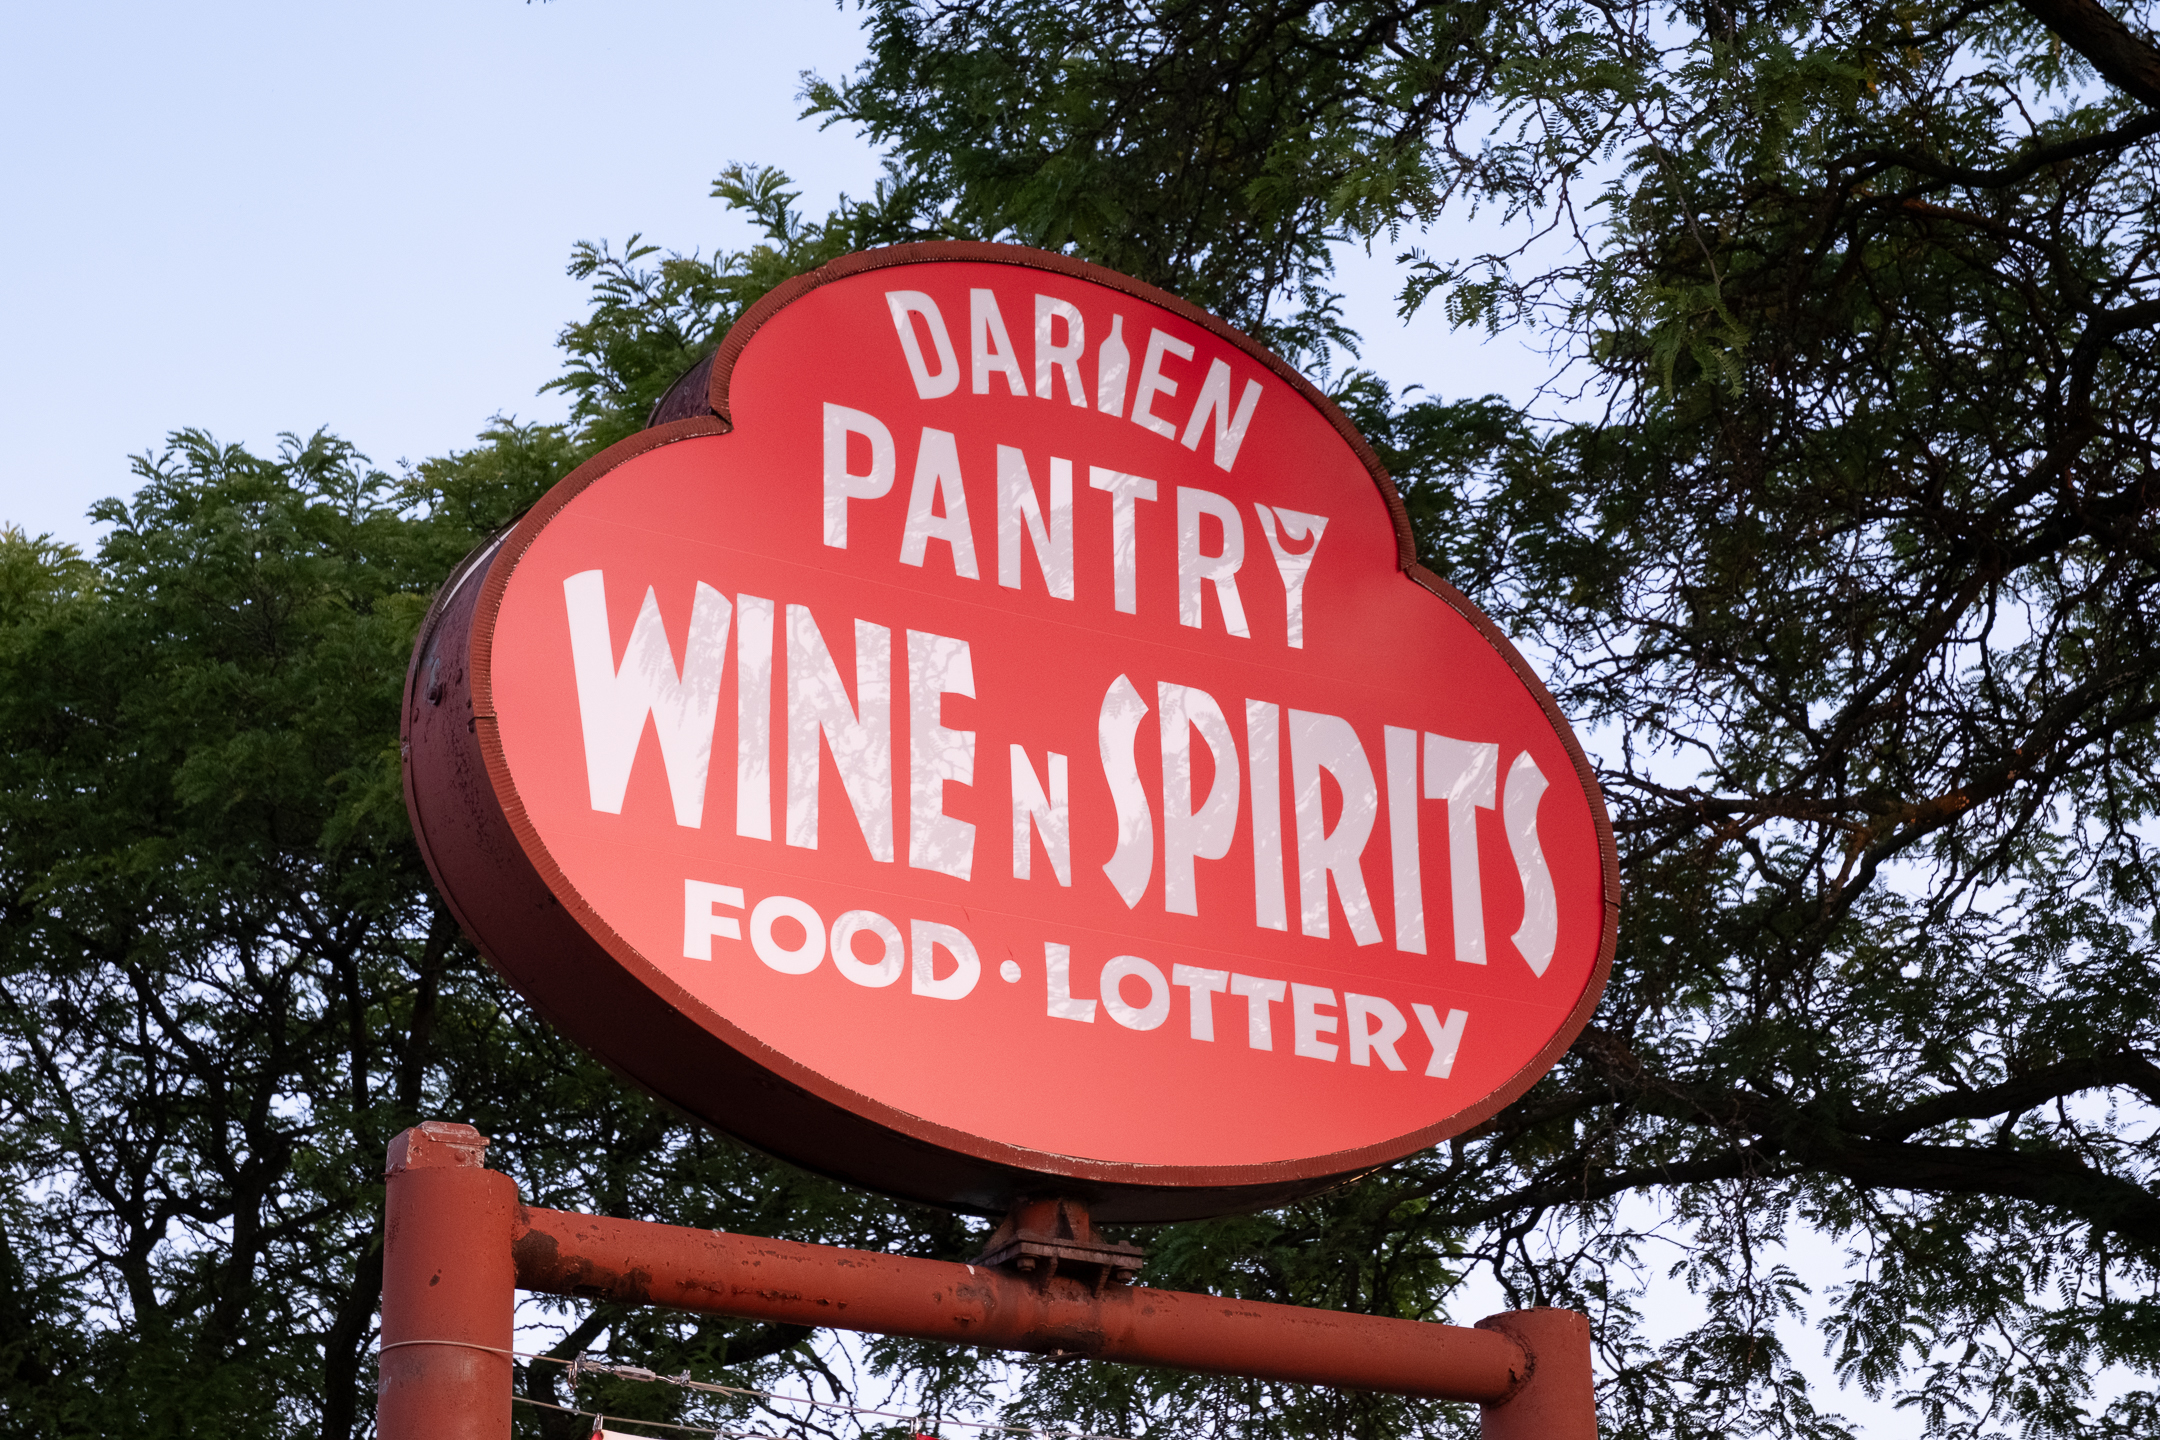 DARIEN
PANTRY
WINE N SPIRITS
FOOD • LOTTERY